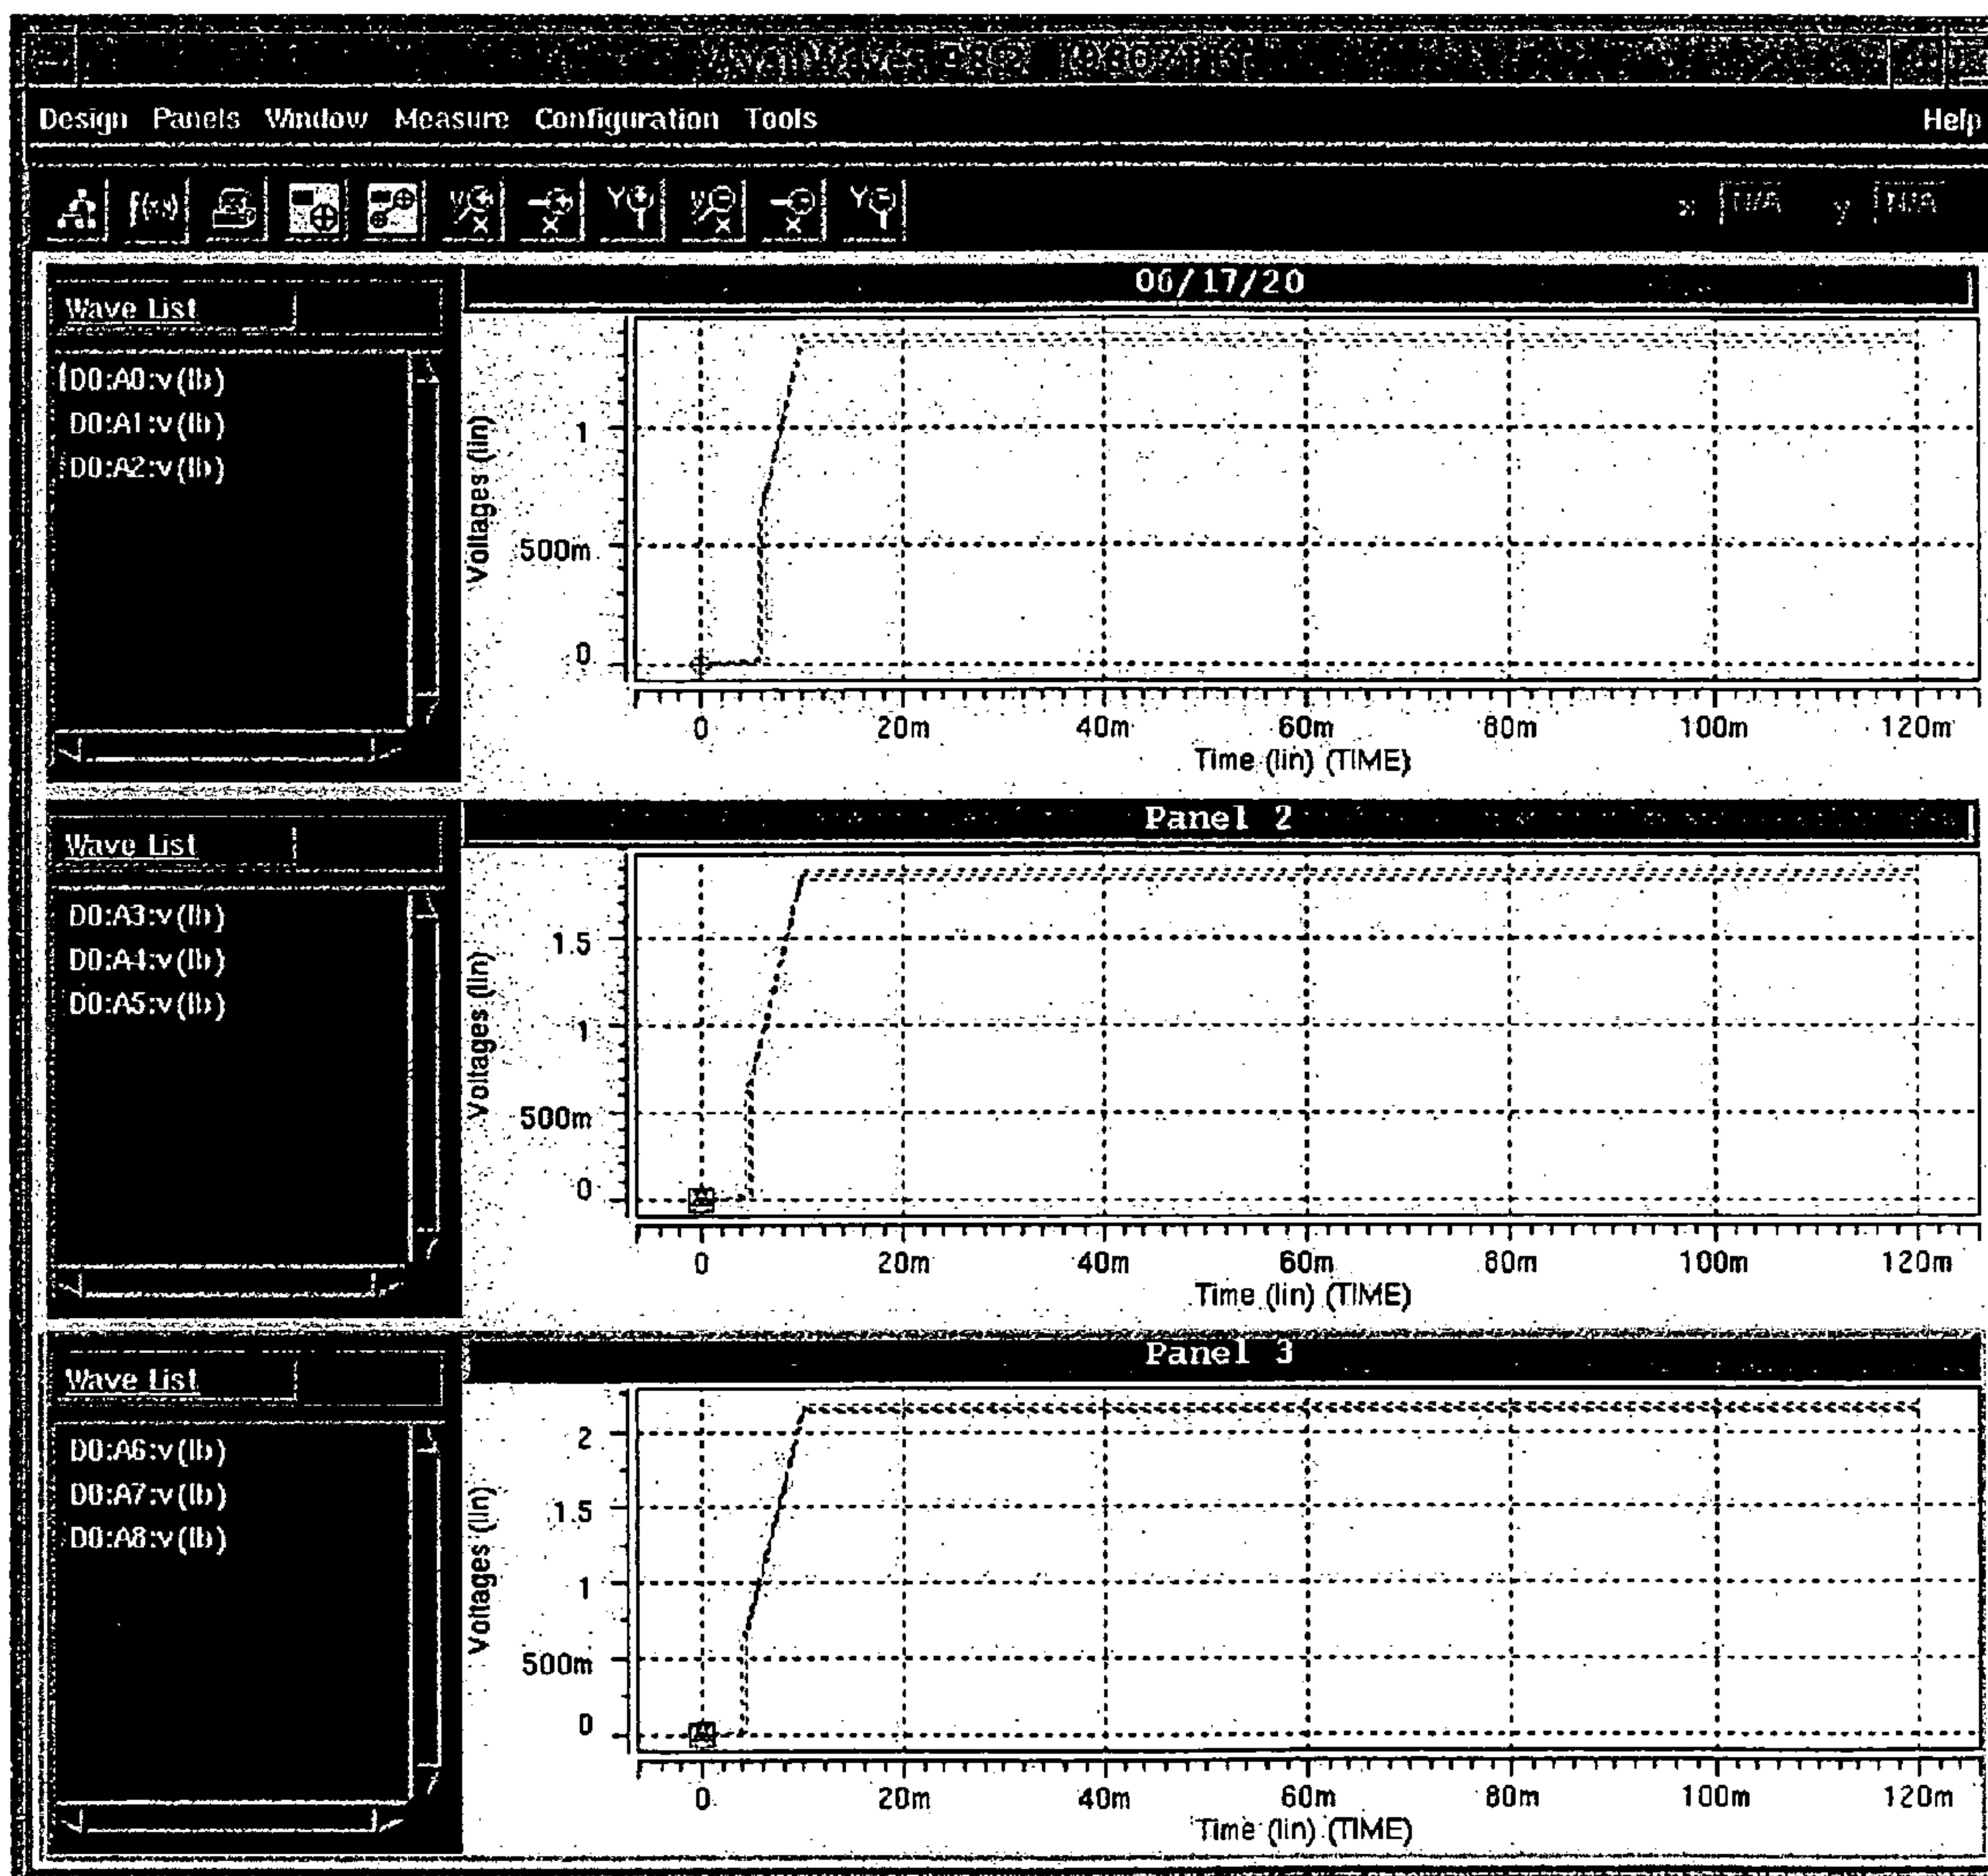 Design Panels Window Measure Configuration Tools Help
x N/A y N/A
06/17/20
Wave List
D0:A0:v(lb)
D0:A1:v(lb)
D0:A2:v(lb)
Voltages (lin)
1
500m
0
0 20m 40m 60m 80m 100m 120m
Time (lin) (TIME)
Panel 2
Wave List
D0:A3:v(lb)
D0:A4:v(lb)
D0:A5:v(lb)
Voltages (lin)
1.5
1
500m
0
0 20m 40m 60m 80m 100m 120m
Time (lin) (TIME)
Panel 3
Wave List
D0:A6:v(lb)
D0:A7:v(lb)
D0:A8:v(lb)
Voltages (lin)
2
1.5
1
500m
0
0 20m 40m 60m 80m 100m 120m
Time (lin) (TIME)